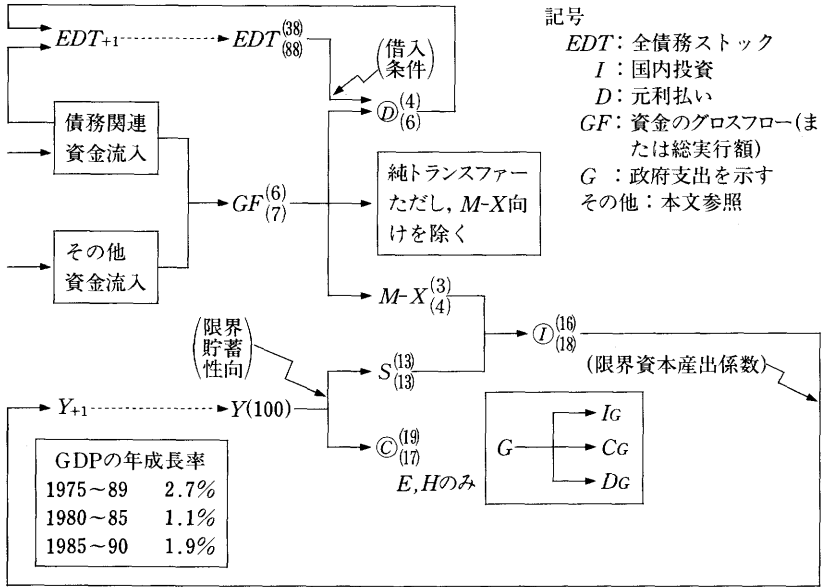 EDT+1
EDT(38)(88)
(借入
条件)
Ⓓ(4)(6)
記号
EDT：全債務ストック
I：国内投資
D：元利払い
GF：資金のグロスフロー(ま
たは総実行額)
G：政府支出を示す
その他：本文参照
債務関連
資金流入
GF(6)(7)
純トランスファー
ただし，M-X向
けを除く
その他
資金流入
M-X(3)(4)
Ⓘ(16)(18)
(限界資本産出係数)
(限界
貯蓄
性向)
S(13)(13)
Y+1
Y(100)
Ⓒ(19)(17)
E，Hのみ
G
IG
CG
DG
GDPの年成長率
1975～89 2.7%
1980～85 1.1%
1985～90 1.9%